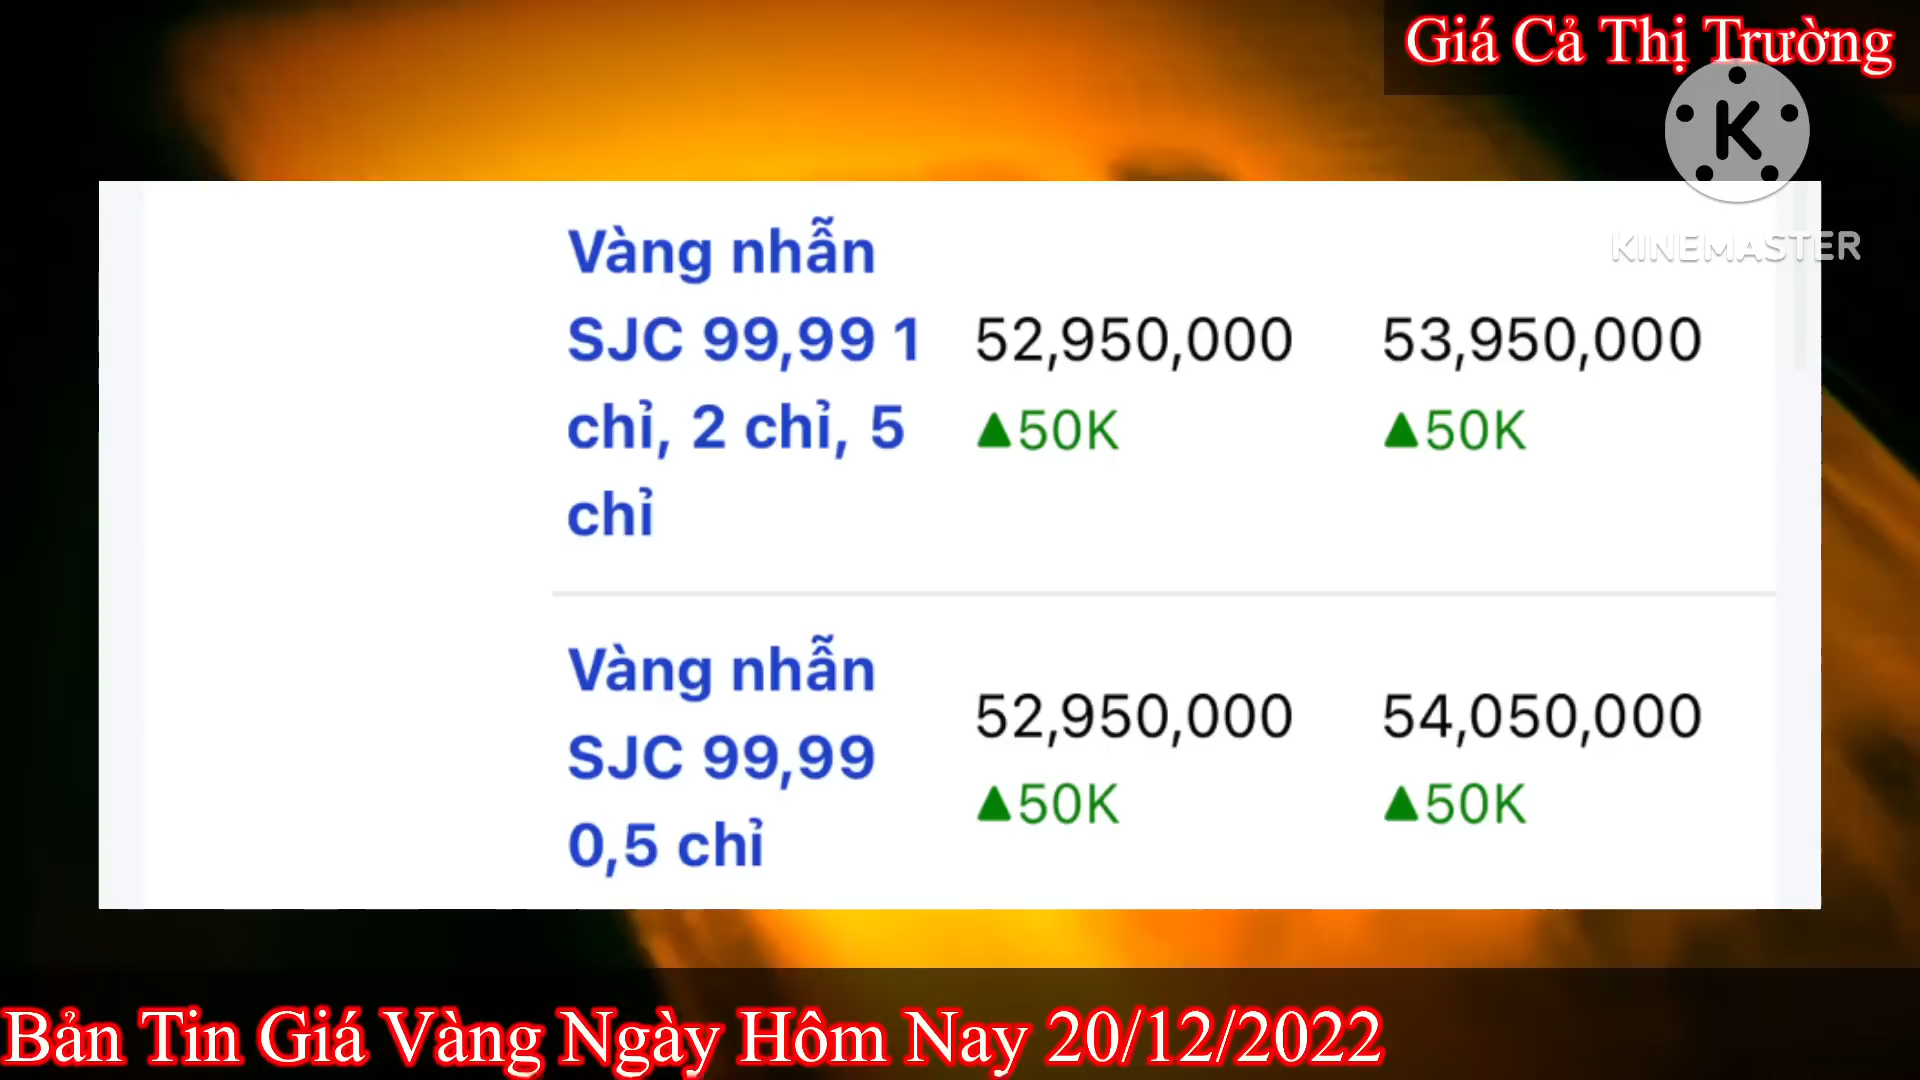 Giá Cả Thị Trường
K
KINEMASTER
Vàng nhẫn
SJC 99,99 1
chỉ, 2 chỉ, 5
chỉ
52,950,000
▲50K
53,950,000
▲50K
Vàng nhẫn
SJC 99,99
0,5 chỉ
52,950,000
▲50K
54,050,000
▲50K
Bản Tin Giá Vàng Ngày Hôm Nay 20/12/2022